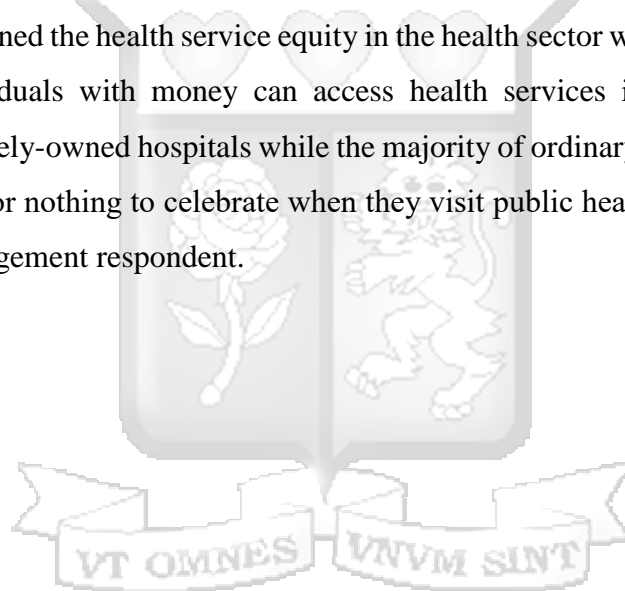 ned the health service equity in the health sector w
duals with money can access health services i
ely-owned hospitals while the majority of ordinary
or nothing to celebrate when they visit public hea
gement respondent.
VT OMNES VNVM SINT